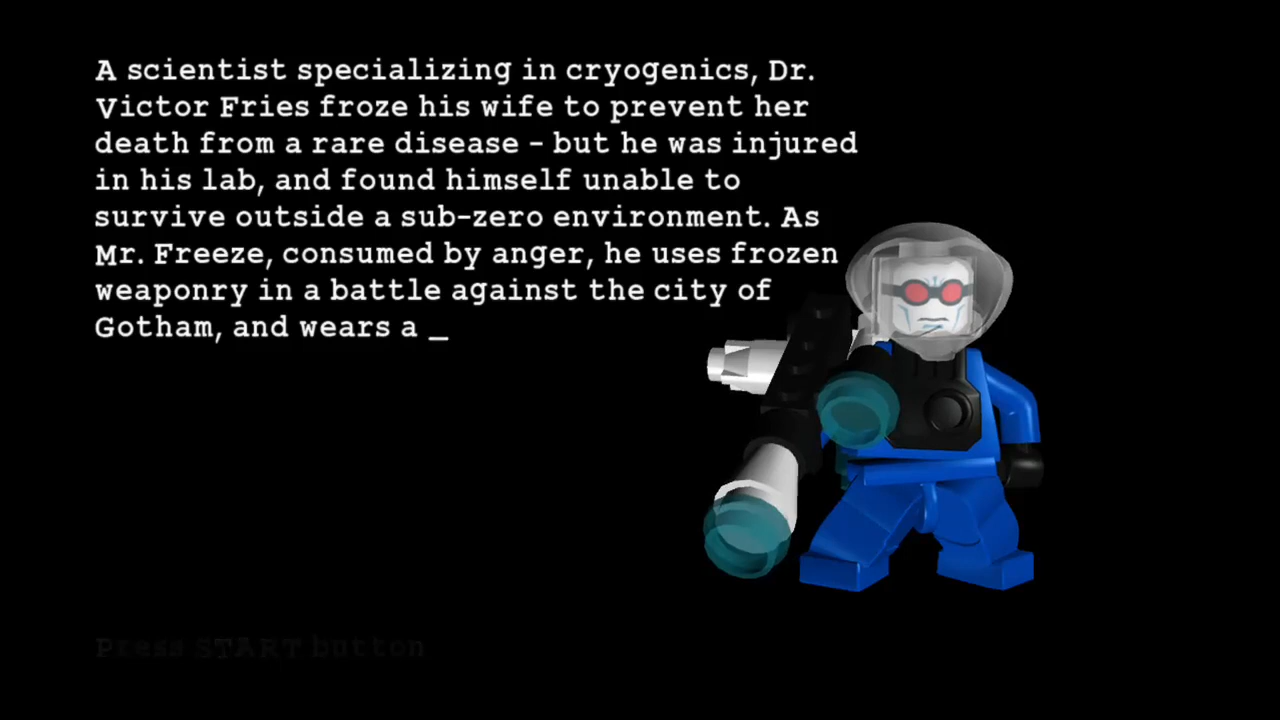 A scientist specializing in cryogenics, Dr.
Victor Fries froze his wife to prevent her
death from a rare disease - but he was injured
in his lab, and found himself unable to
survive outside a sub-zero environment. As
Mr. Freeze, consumed by anger, he uses frozen
weaponry in a battle against the city of
Gotham, and wears a _
Press START button